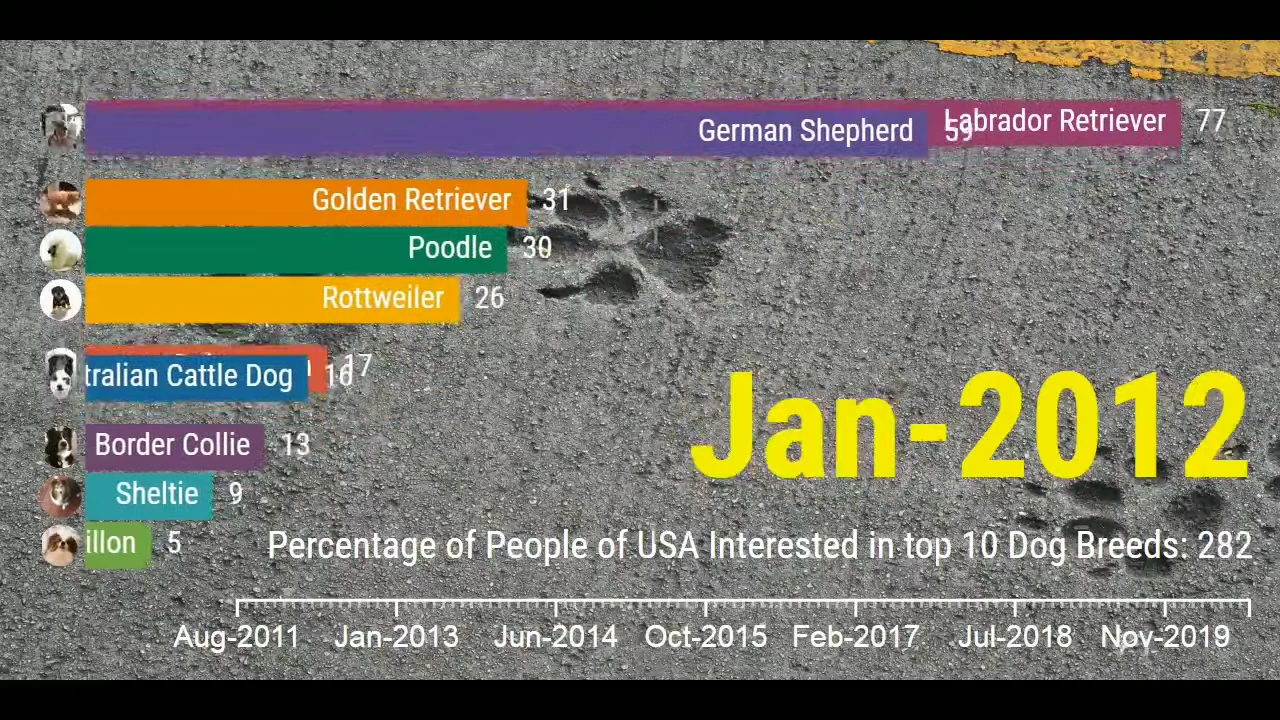 Labrador Retriever 77
German Shepherd 59
Golden Retriever 31
Poodle 30
Rottweiler 26
17
tralian Cattle Dog 16
Border Collie 13
Sheltie 9
illon 5
Jan-2012
Percentage of People of USA Interested in top 10 Dog Breeds: 282
Aug-2011 Jan-2013 Jun-2014 Oct-2015 Feb-2017 Jul-2018 Nov-2019